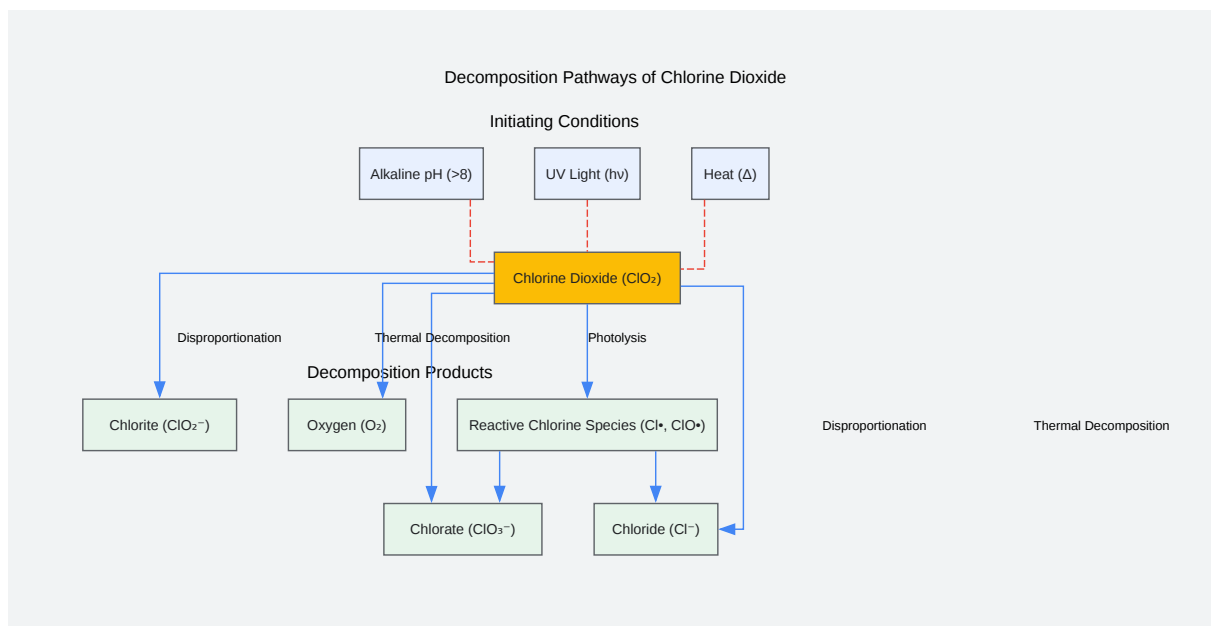 Decomposition Pathways of Chlorine Dioxide
Initiating Conditions
Alkaline pH (>8)
UV Light (hν)
Heat (Δ)
Chlorine Dioxide (ClO₂)
Disproportionation
Thermal Decomposition
Photolysis
Decomposition Products
Chlorite (ClO₂⁻)
Oxygen (O₂)
Reactive Chlorine Species (Cl•, ClO•)
Disproportionation
Thermal Decomposition
Chlorate (ClO₃⁻)
Chloride (Cl⁻)